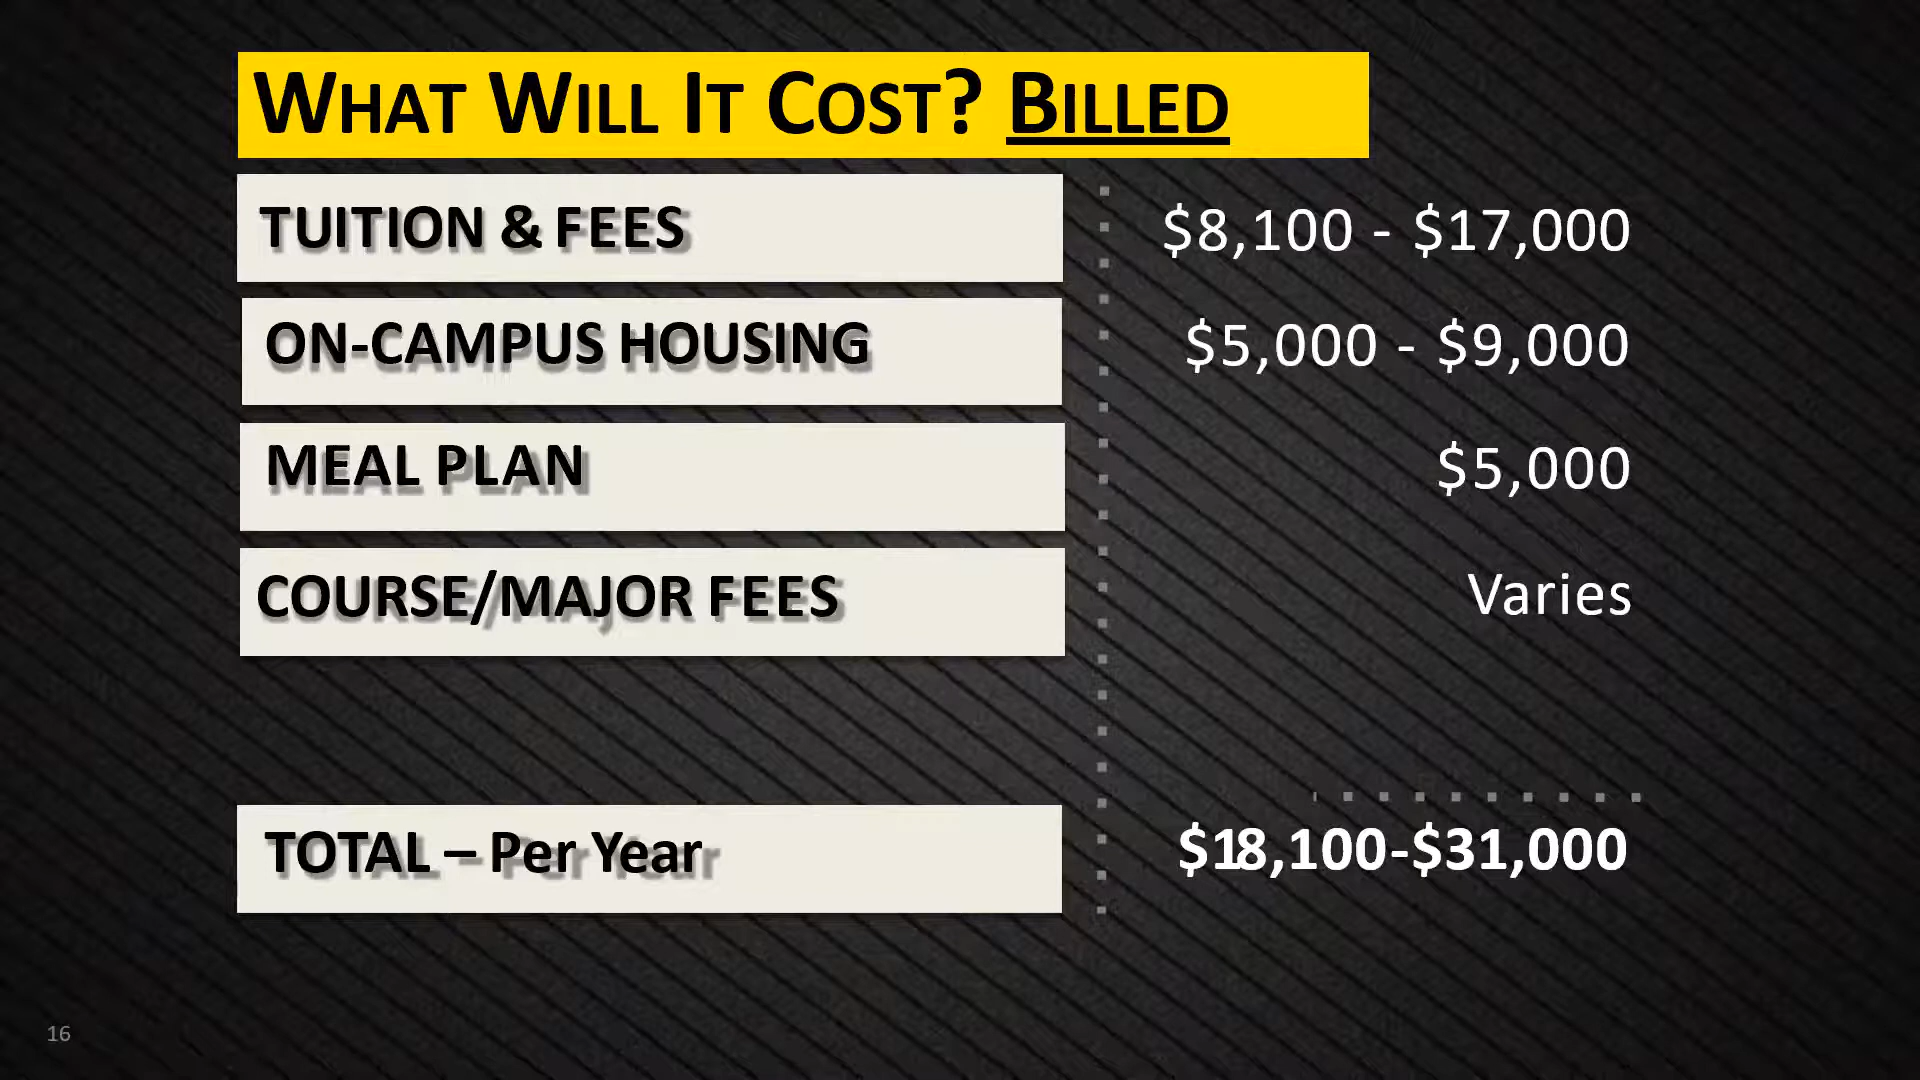 WHAT WILL IT COST? BILLED
TUITION & FEES $8,100 - $17,000
ON-CAMPUS HOUSING $5,000 - $9,000
MEAL PLAN $5,000
COURSE/MAJOR FEES Varies
TOTAL – Per Year $18,100-$31,000
16